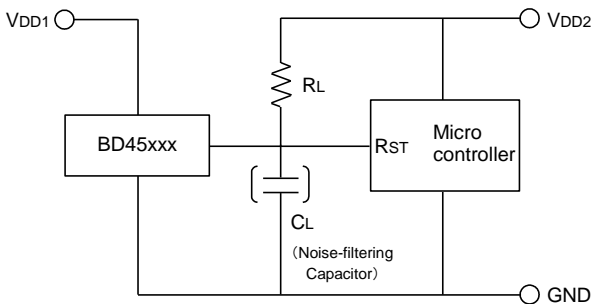 VDD1
VDD2
RL
BD45xxx
RST
Micro
controller
CL
（Noise-filtering
Capacitor）
GND